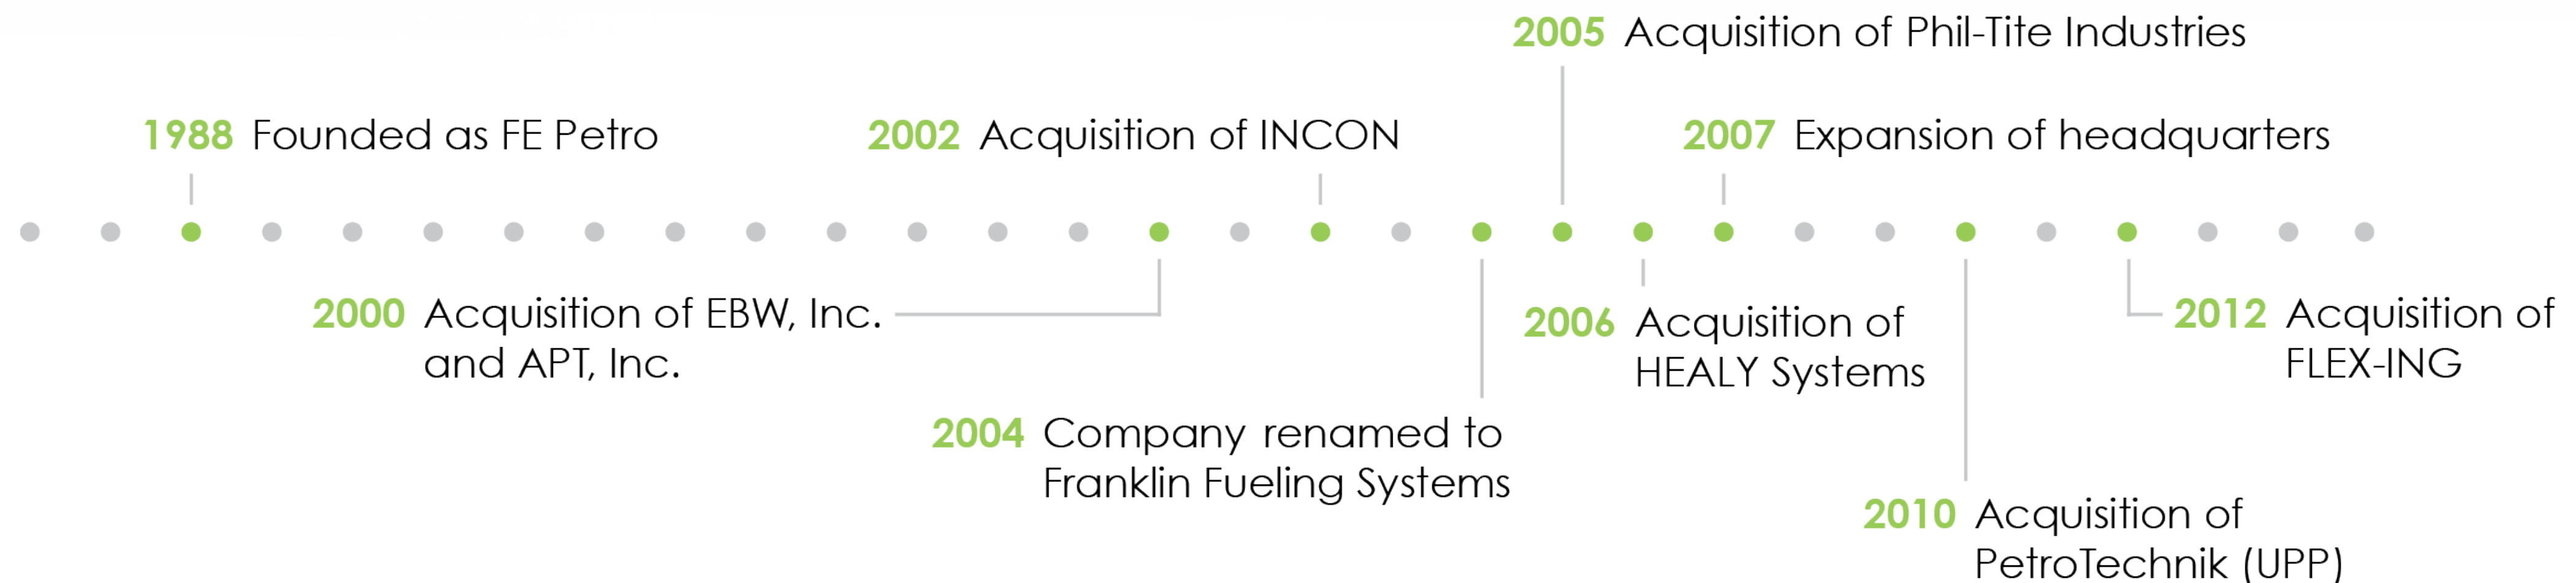 2005 Acquisition of Phil-Tite Industries
1988 Founded as FE Petro
2002 Acquisition of INCON
2007 Expansion of headquarters
2000 Acquisition of EBW, Inc.
and APT, Inc.
2006 Acquisition of
HEALY Systems
2012 Acquisition of
FLEX-ING
2004 Company renamed to
Franklin Fueling Systems
2010 Acquisition of
PetroTechnik (UPP)